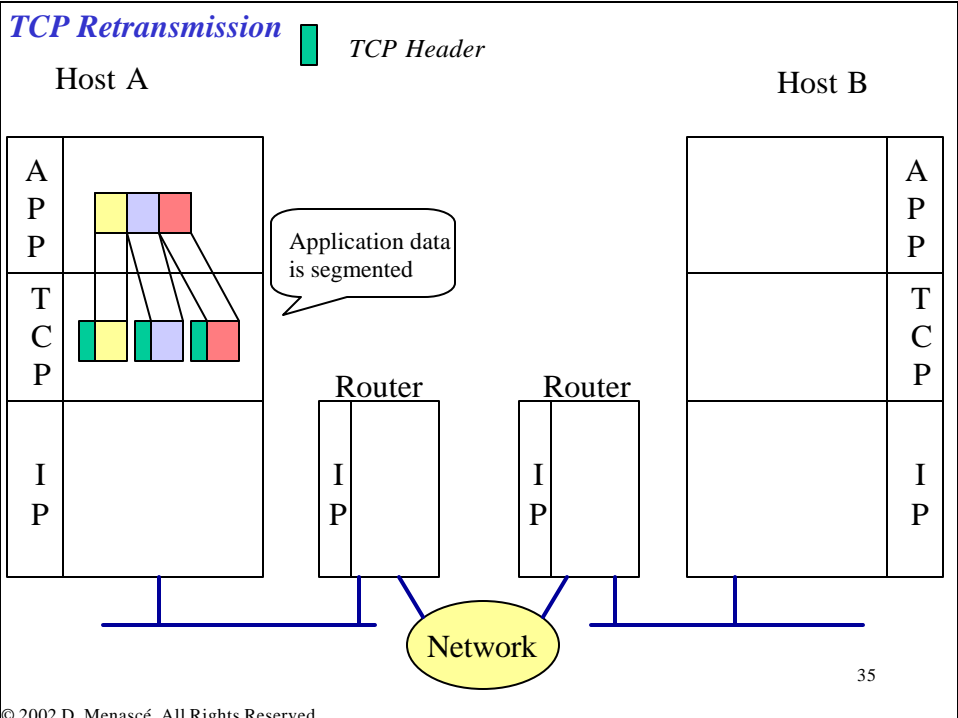 TCP Retransmission
TCP Header
Host A
Host B
A
P
P
T
C
P
I
P
Application data
is segmented
Router
I
P
Router
I
P
A
P
P
T
C
P
I
P
Network
35
© 2002 D. Menascé. All Rights Reserved